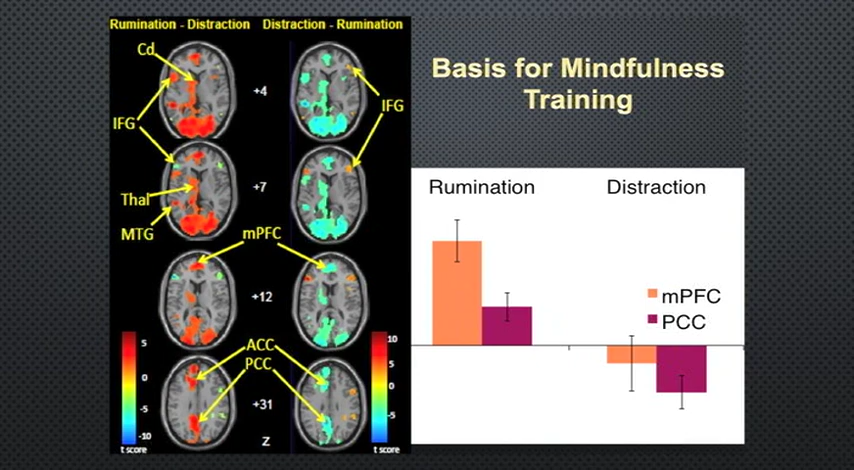 Rumination - Distraction
Distraction - Rumination
Cd
IFG
Thal
MTG
+4
IFG
+7
mPFC
+12
ACC
PCC
+31
Z
5
0
-5
-10
t score
10
5
0
-5
t score
Basis for Mindfulness
Training
Rumination
Distraction
mPFC
PCC